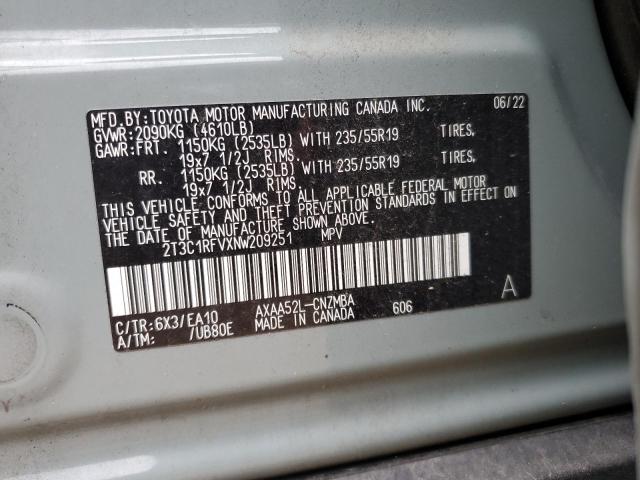 MFD.BY:TOYOTA MOTOR MANUFACTURING CANADA INC. 06/22
GVWR:2090KG (4610LB)
GAWR:FRT. 1150KG (2535LB) WITH 235/55R19 TIRES,
19x7 1/2J RIMS.
RR. 1150KG (2535LB) WITH 235/55R19 TIRES,
19x7 1/2J RIMS.
THIS VEHICLE CONFORMS TO ALL APPLICABLE FEDERAL MOTOR
VEHICLE SAFETY AND THEFT PREVENTION STANDARDS IN EFFECT ON
THE DATE OF MANUFACTURE SHOWN ABOVE.
2T3C1RFVXNW209251 MPV
A
C/TR:6X3/EA10 AXAA52L-CNZMBA 606
A/TM: /UB80E MADE IN CANADA